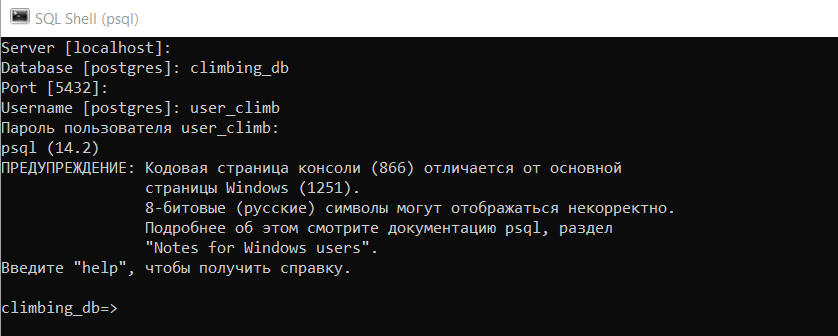 SQL Shell (psql)
Server [localhost]:
Database [postgres]: climbing_db
Port [5432]:
Username [postgres]: user_climb
Пароль пользователя user_climb:
psql (14.2)
ПРЕДУПРЕЖДЕНИЕ: Кодовая страница консоли (866) отличается от основной
страницы Windows (1251).
8-битовые (русские) символы могут отображаться некорректно.
Подробнее об этом смотрите документацию psql, раздел
"Notes for Windows users".
Введите "help", чтобы получить справку.
climbing_db=>